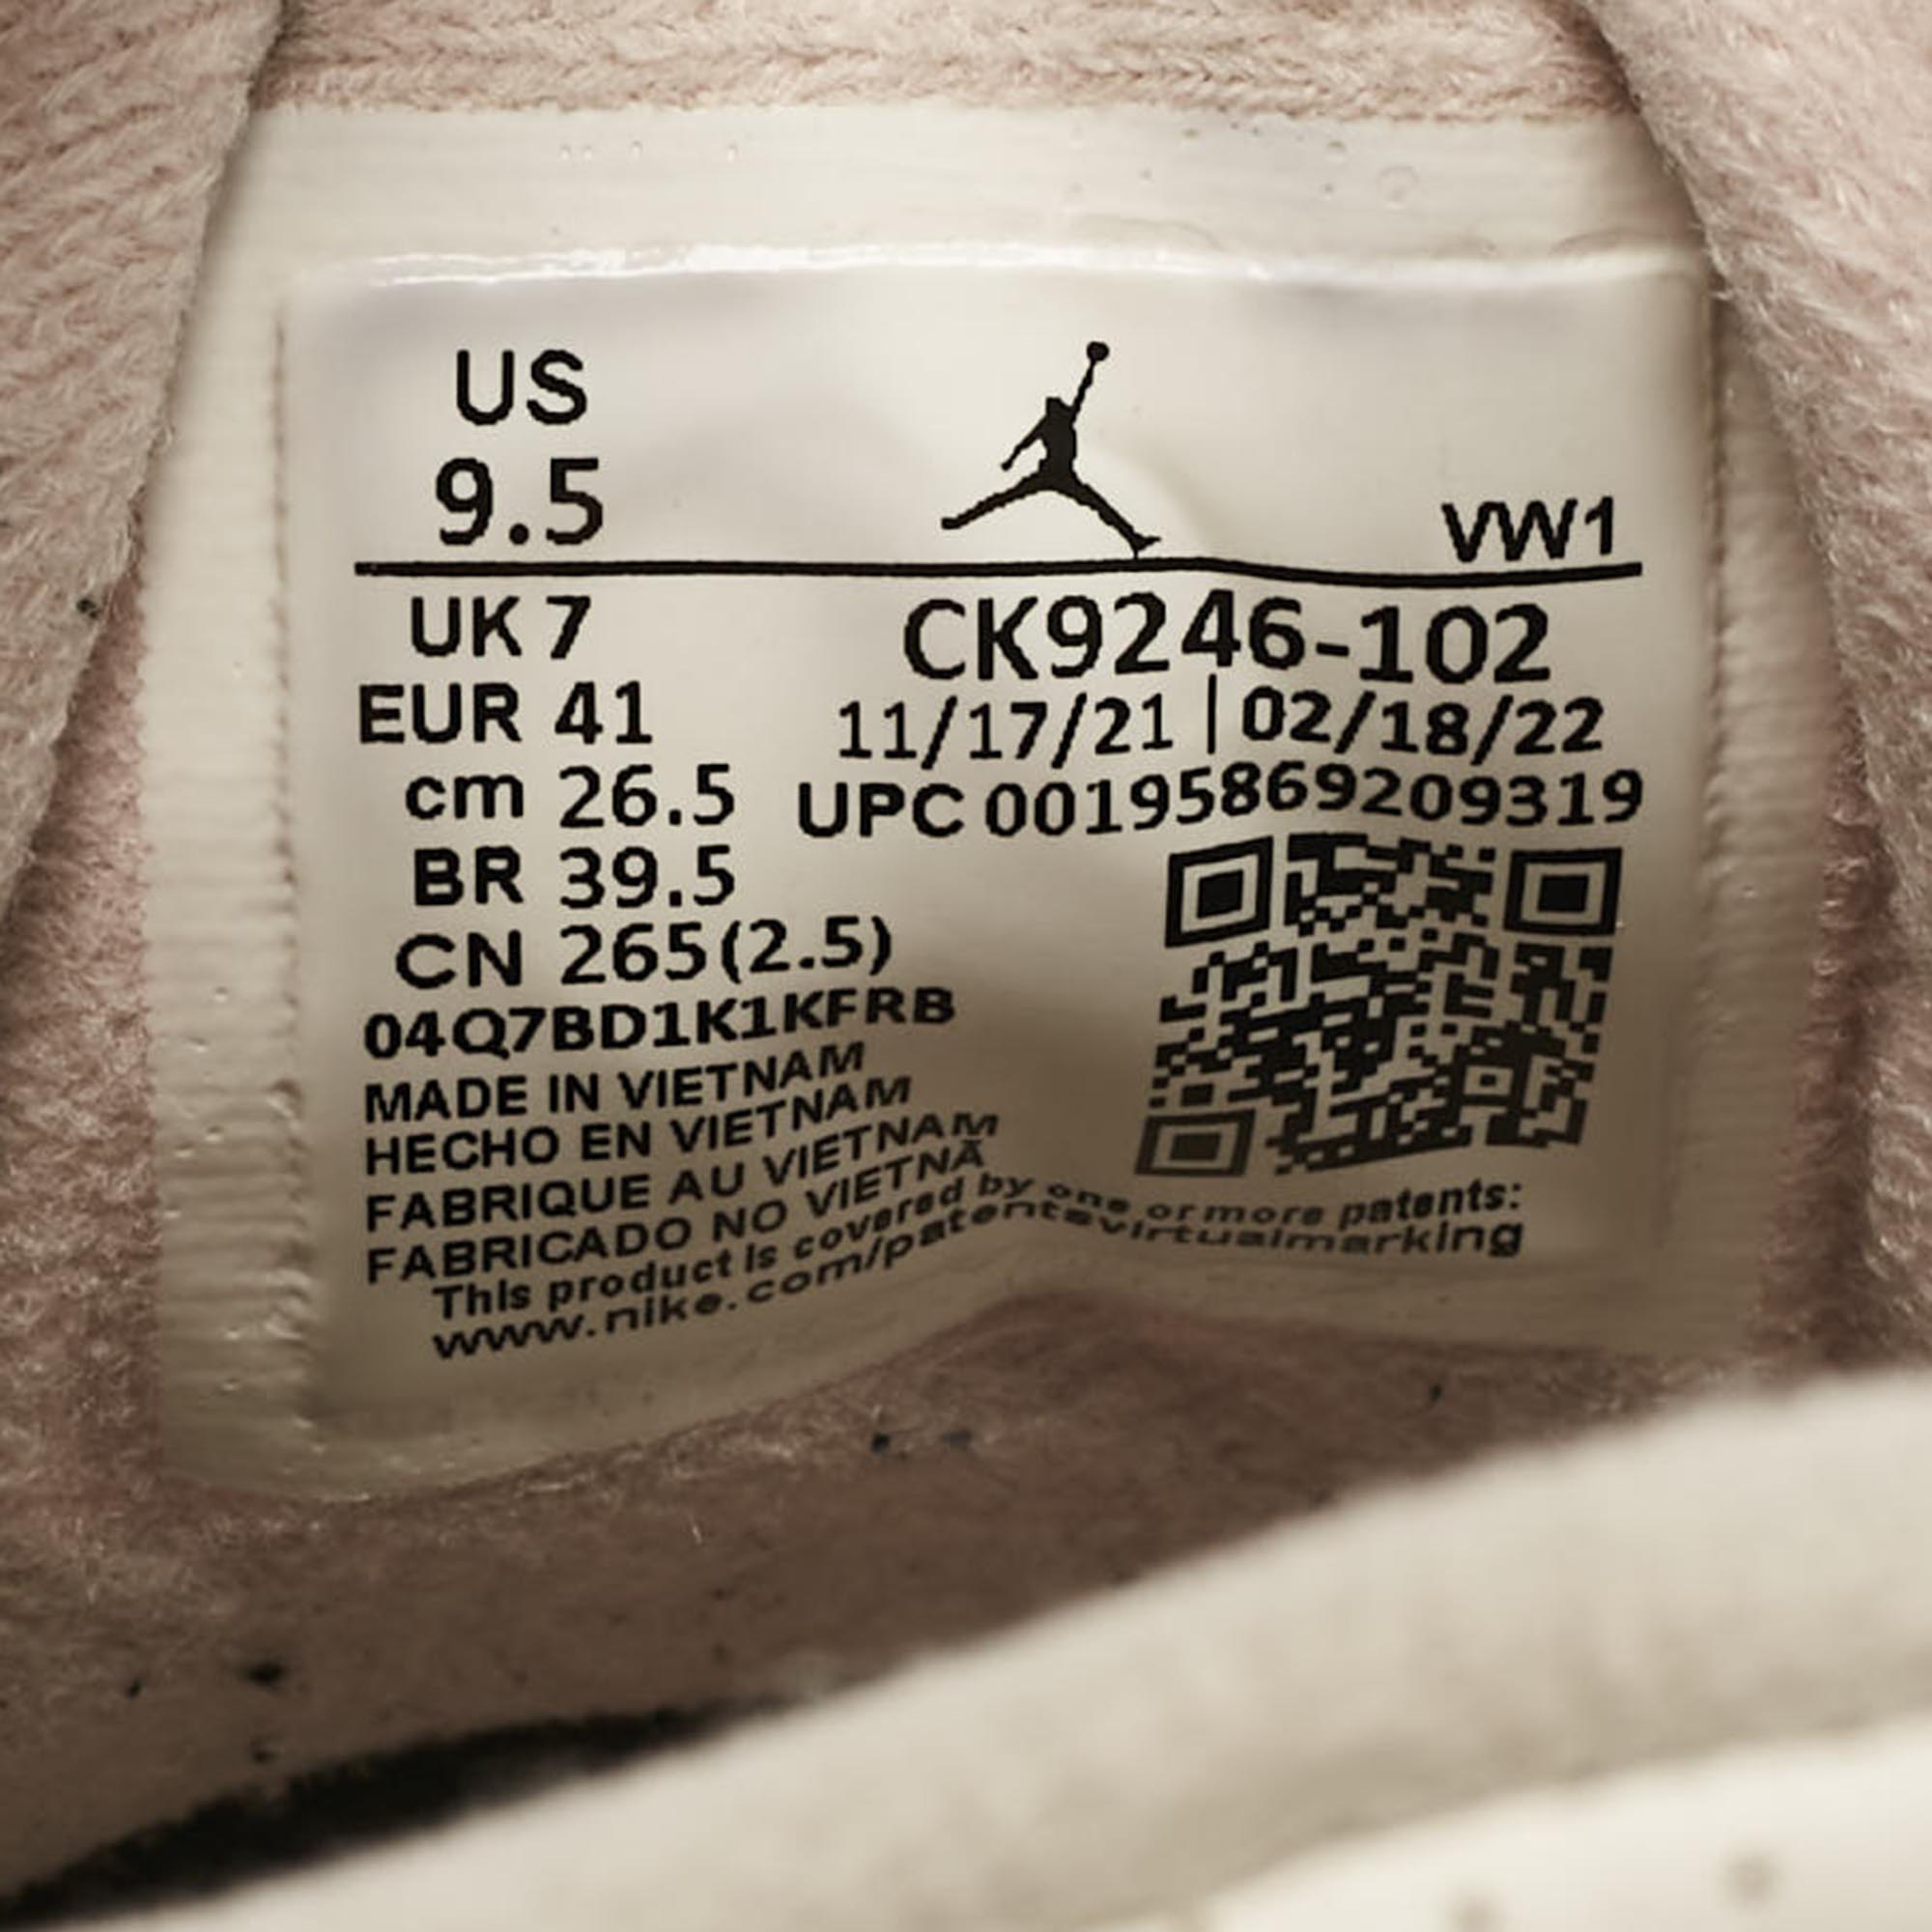 US
9.5
VW1
UK 7
EUR 41
cm 26.5
BR 39.5
CN 265(2.5)
CK9246-102
11/17/21 | 02/18/22
UPC 00195869209319
04Q7BD1K1KFRB
MADE IN VIETNAM
HECHO EN VIETNAM
FABRIQUE AU VIETNAM
FABRICADO NO VIETNÃ
This product is covered by one or more patents:
www.nike.com/patentsvirtualmarking